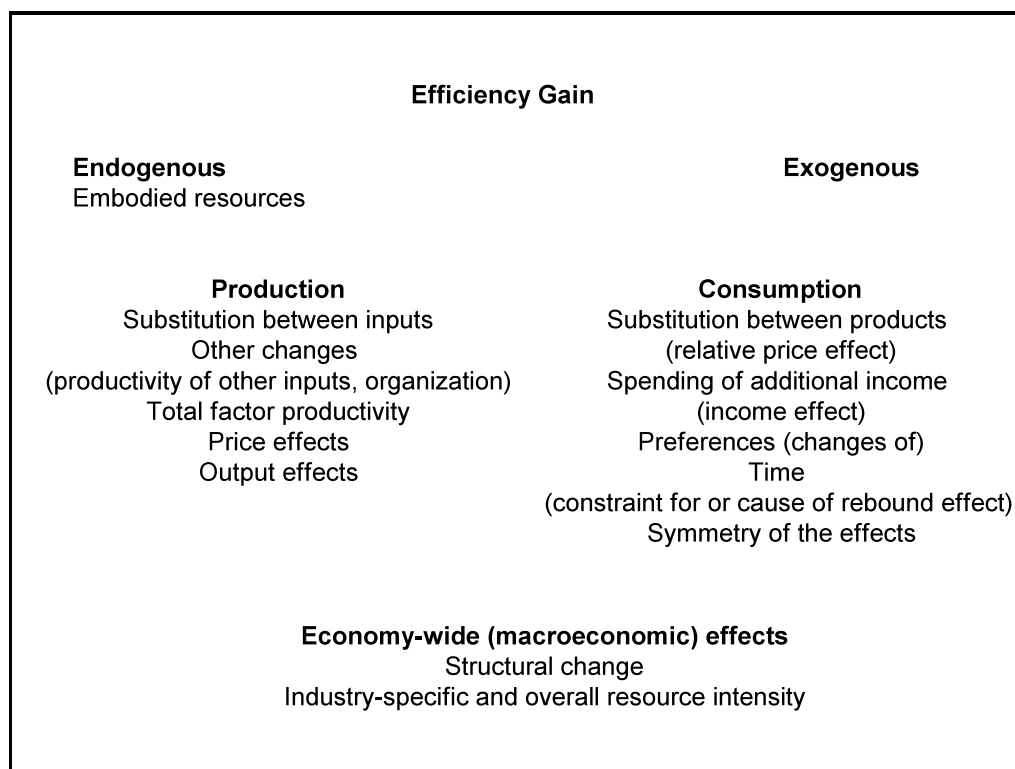 Efficiency Gain
Endogenous
Embodied resources
Exogenous
Production
Substitution between inputs
Other changes
(productivity of other inputs, organization)
Total factor productivity
Price effects
Output effects
Consumption
Substitution between products
(relative price effect)
Spending of additional income
(income effect)
Preferences (changes of)
Time
(constraint for or cause of rebound effect)
Symmetry of the effects
Economy-wide (macroeconomic) effects
Structural change
Industry-specific and overall resource intensity